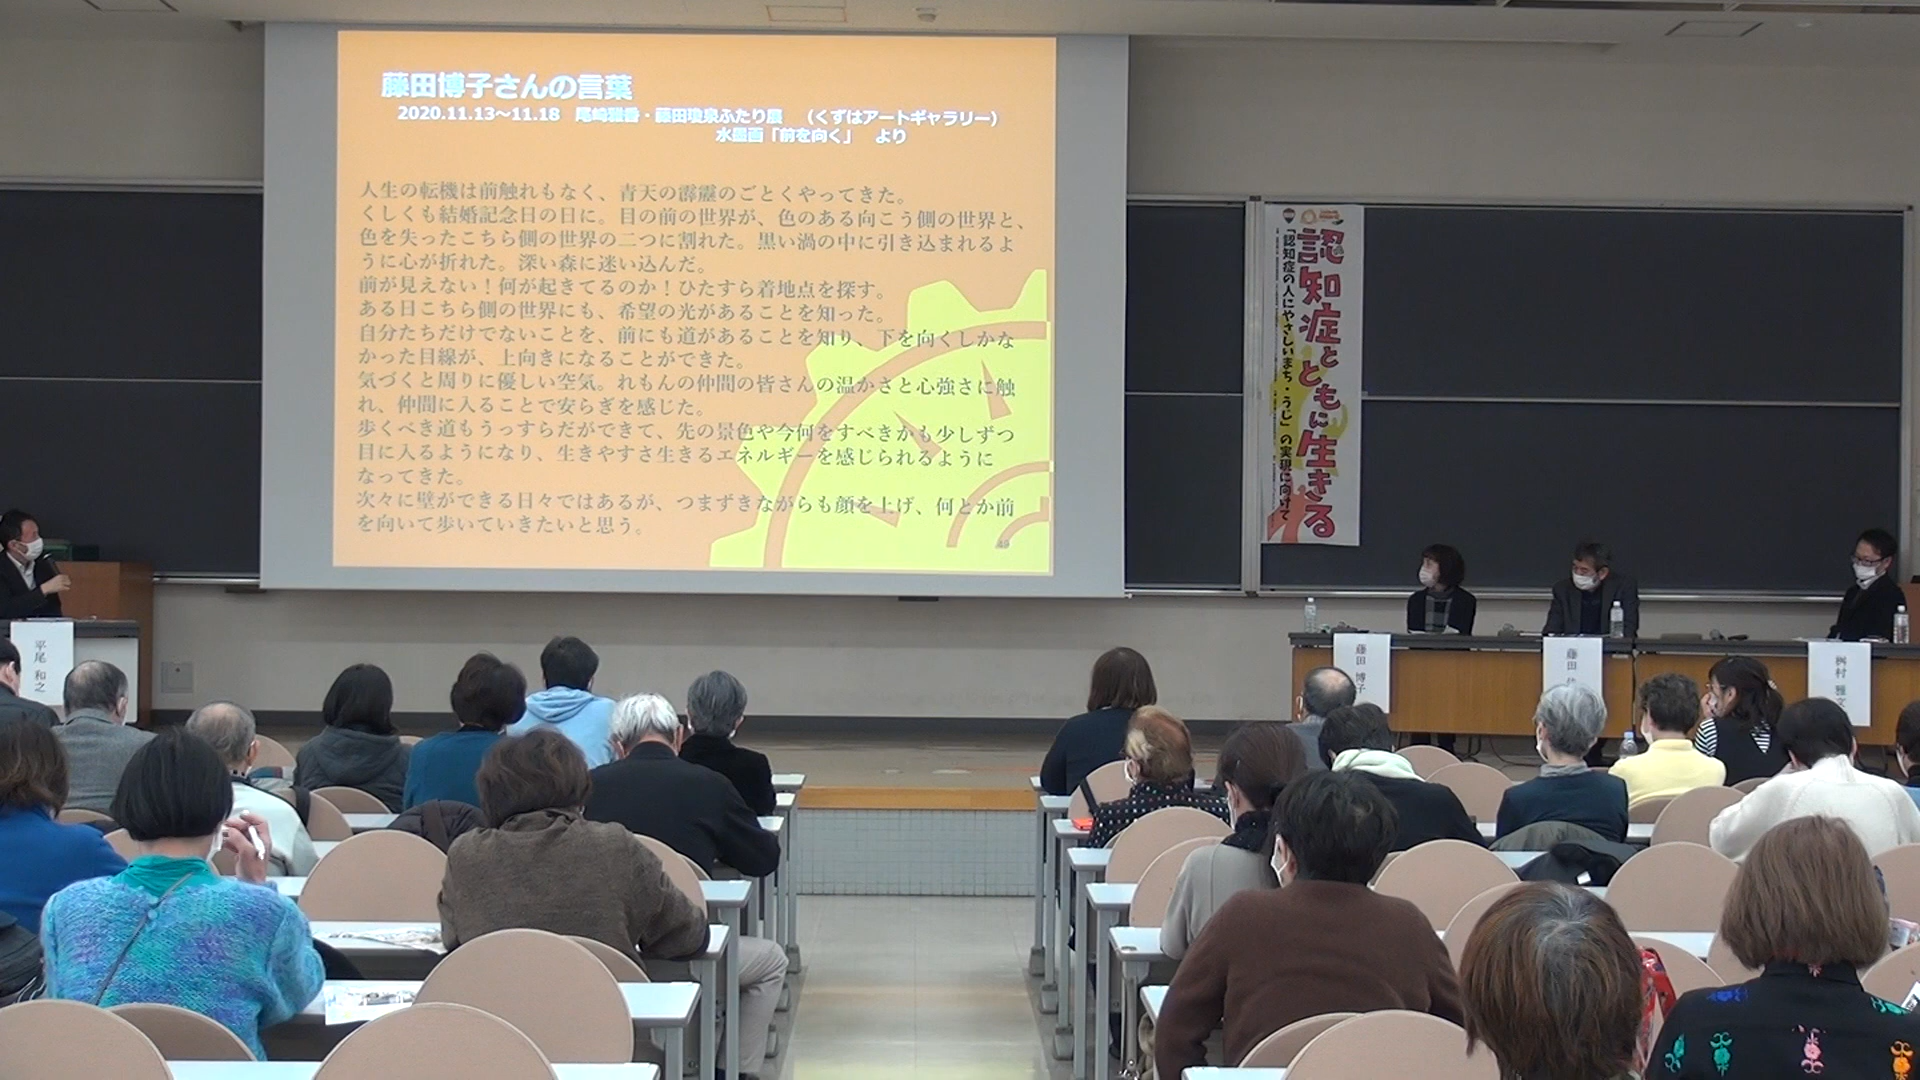 藤田博子さんの言葉
2020.11.13～11.18　尾崎雅香・藤田瓊泉ふたり展　（くずはアートギャラリー）
水墨画「前を向く」　より
人生の転機は前触れもなく、青天の霹靂のごとくやってきた。
くしくも結婚記念日の日に。目の前の世界が、色のある向こう側の世界と、
色を失ったこちら側の世界の二つに割れた。黒い渦の中に引き込まれるよ
うに心が折れた。深い森に迷い込んだ。
前が見えない！何が起きてるのか！ひたすら着地点を探す。
ある日こちら側の世界にも、希望の光があることを知った。
自分たちだけでないことを、前にも道があることを知り、下を向くしかな
かった目線が、上向きになることができた。
気づくと周りに優しい空気。れもんの仲間の皆さんの温かさと心強さに触
れ、仲間に入ることで安らぎを感じた。
歩くべき道もうっすらだができて、先の景色や今何をすべきかも少しずつ
目に入るようになり、生きやすさ生きるエネルギーを感じられるように
なってきた。
次々に壁ができる日々ではあるが、つまずきながらも顔を上げ、何とか前
を向いて歩いていきたいと思う。
49
認知症とともに生きる
「認知症の人にやさしいまち・うじ」の実現に向けて
平尾 和之
藤田 博子
藤田
桝村 雅文